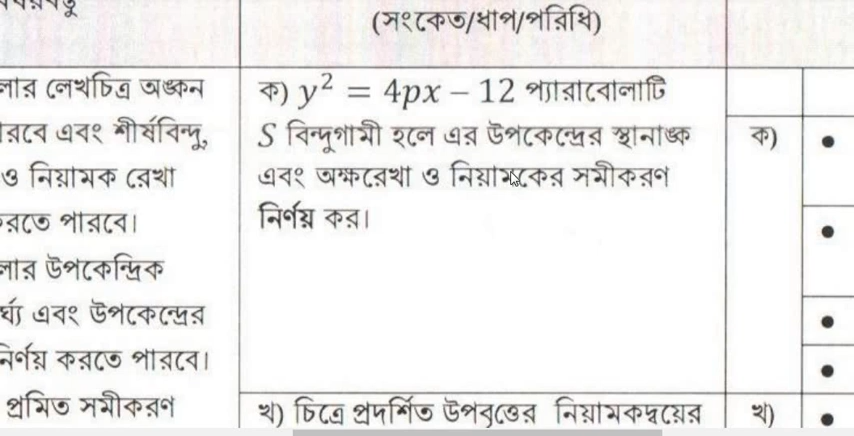 (সংকেত/ধাপ/পরিধি)
লার লেখচিত্র অঙ্কন
রবে এবং শীর্ষবিন্দু,
ও নিয়ামক রেখা
রতে পারবে।
লার উপকেন্দ্রিক
র্ঘ্য এবং উপকেন্দ্রের
নির্ণয় করতে পারবে।
প্রমিত সমীকরণ
ক) y² = 4px − 12 প্যারাবোলাটি
S বিন্দুগামী হলে এর উপকেন্দ্রের স্থানাঙ্ক
এবং অক্ষরেখা ও নিয়ামকের সমীকরণ
নির্ণয় কর।
খ) চিত্রে প্রদর্শিত উপবৃত্তের নিয়ামকদ্বয়ের
ক)
খ)